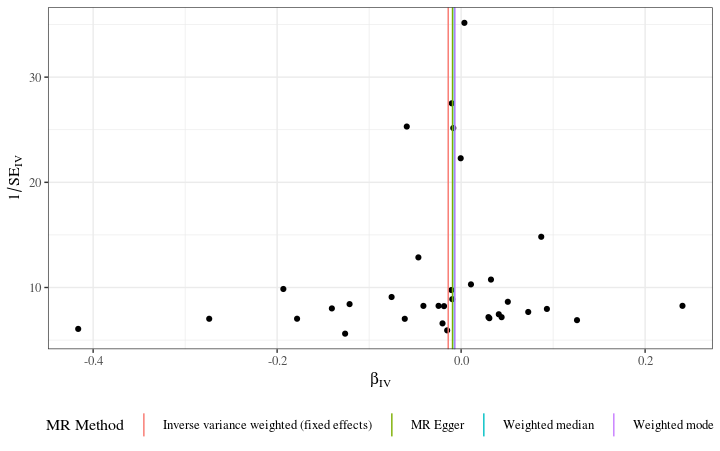 30
20
10
1/SE_IV
-0.4
-0.2
0.0
0.2
β_IV
MR Method Inverse variance weighted (fixed effects) MR Egger Weighted median Weighted mode